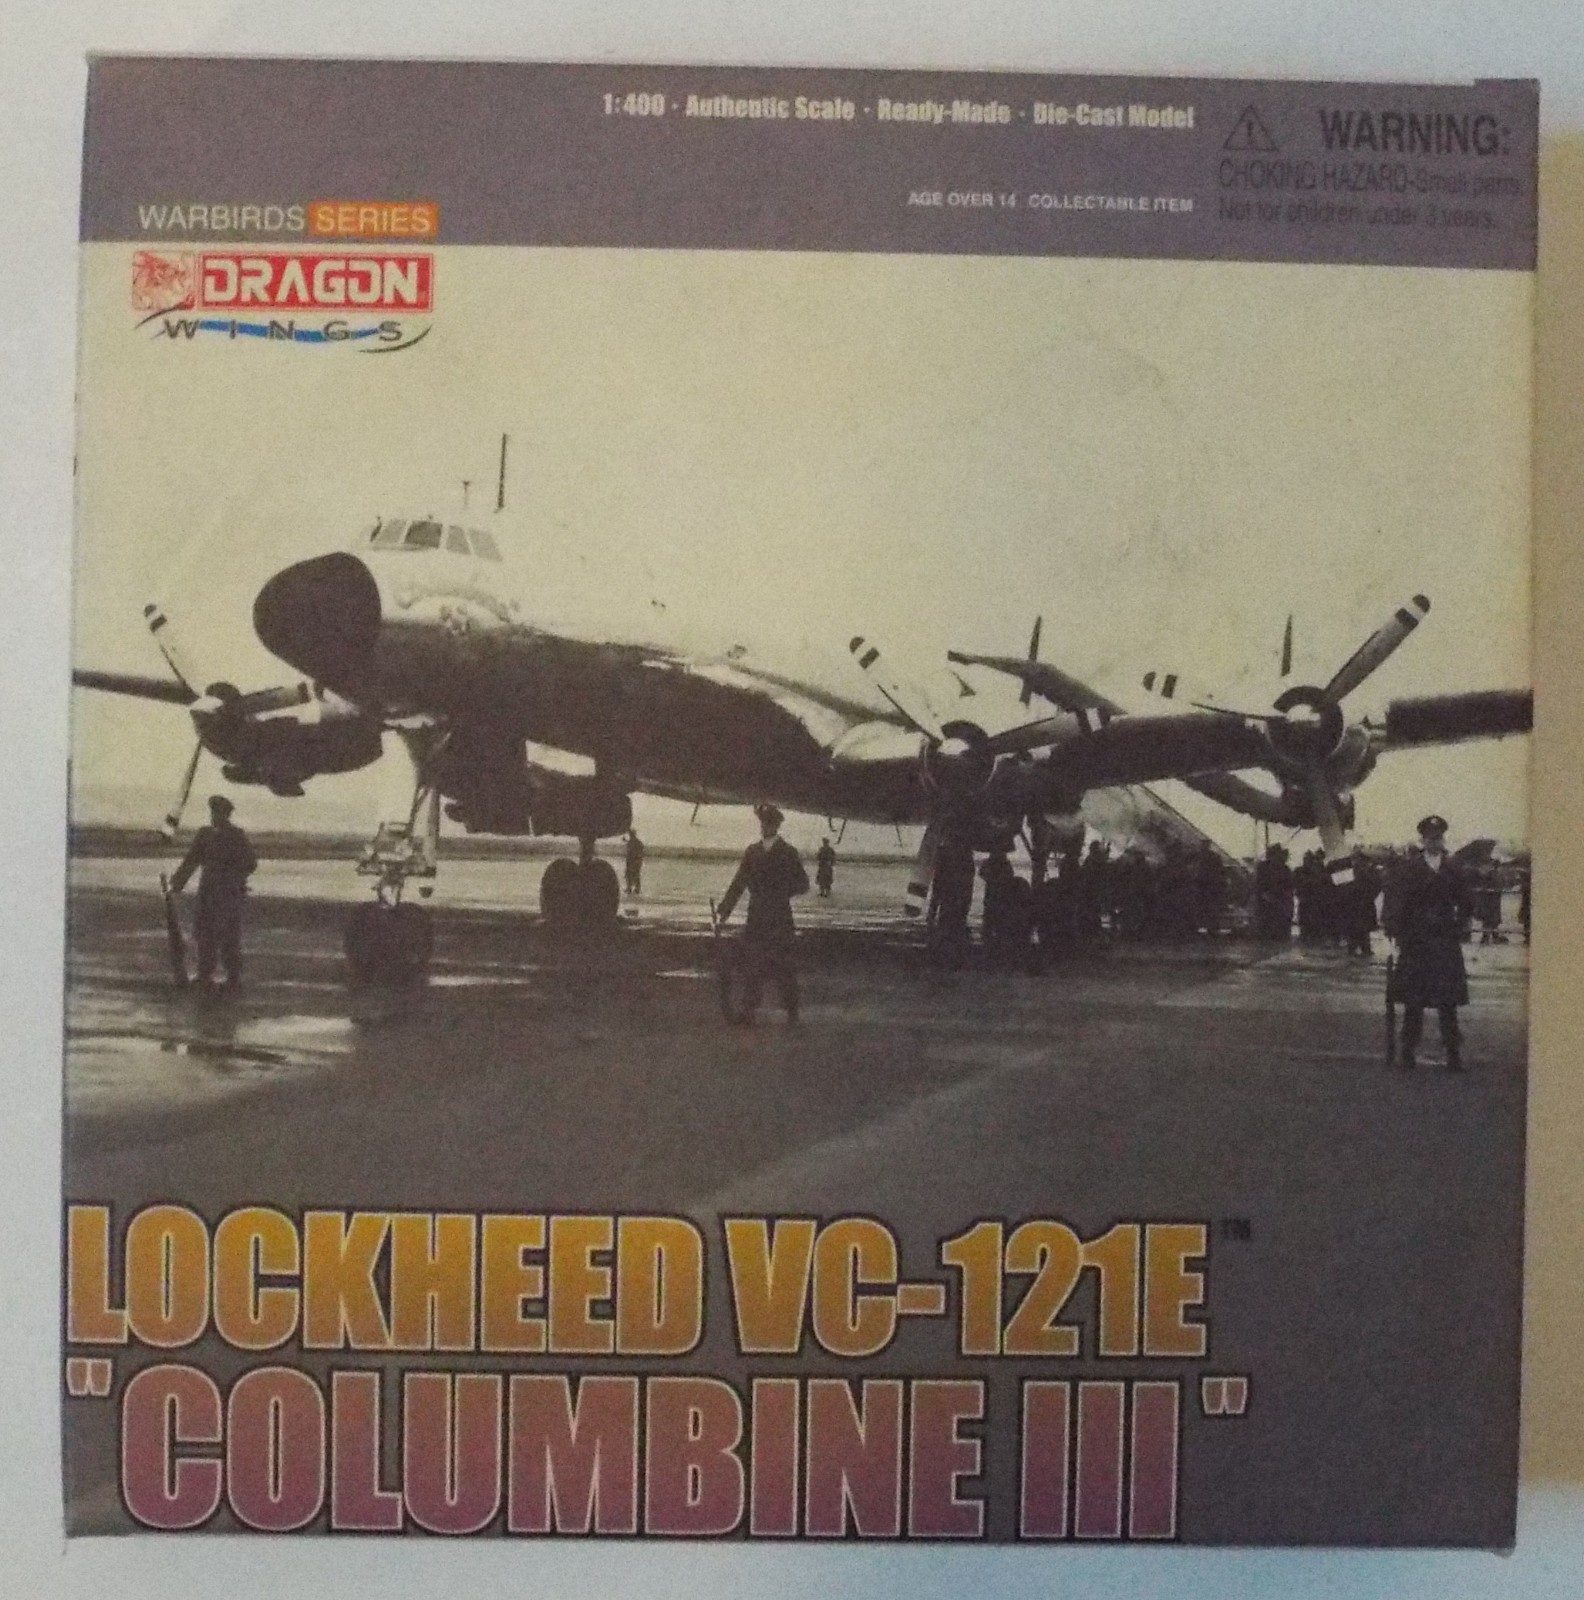 1:400 · Authentic Scale · Ready-Made · Die-Cast Model
WARNING:
CHOKING HAZARD-Small parts.
Not for children under 3 years.
AGE OVER 14 COLLECTABLE ITEM
WARBIRDS SERIES
DRAGON
WINGS
LOCKHEED VC-121E™
"COLUMBINE III"